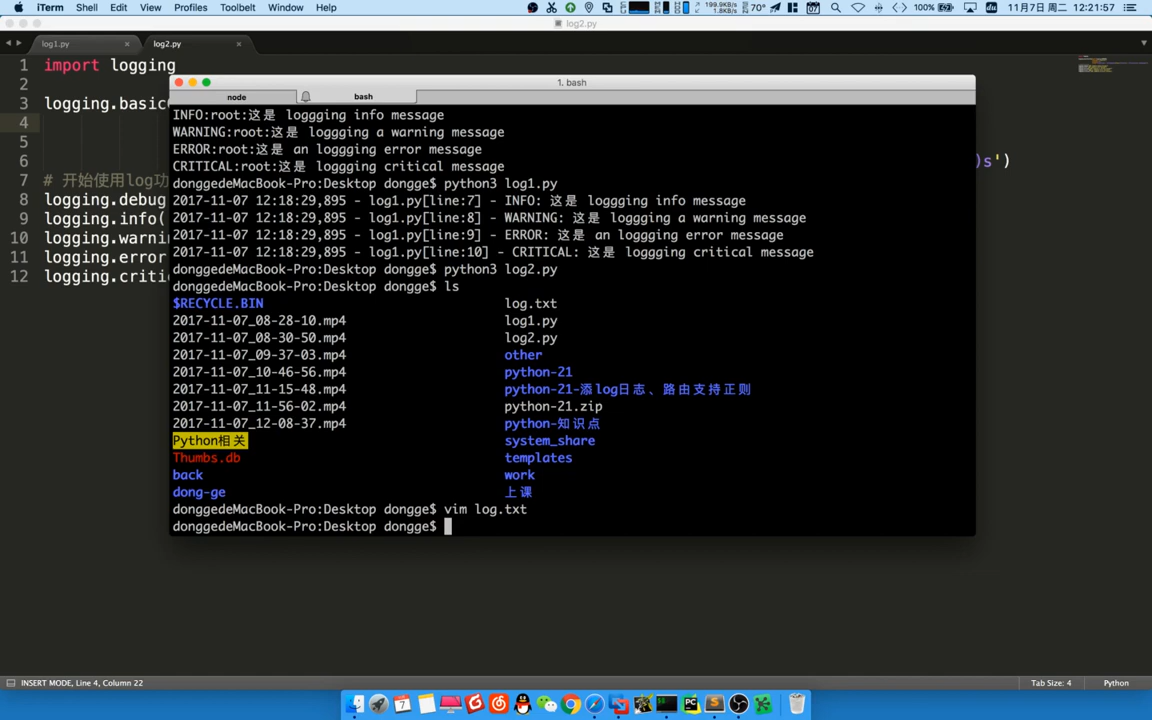 iTerm Shell Edit View Profiles Toolbelt Window Help 199.9KB/s 1.8KB/s 70° 100% 11月7日 周二 12:21:57
log2.py
log1.py × log2.py ×
1 import logging
2
3 logging.basicc
4
5
6 )s')
7 # 开始使用log功
8 logging.debug
9 logging.info(
10 logging.warnin
11 logging.error
12 logging.critic
1. bash
node bash
INFO:root:这是 loggging info message
WARNING:root:这是 loggging a warning message
ERROR:root:这是 an loggging error message
CRITICAL:root:这是 loggging critical message
donggedeMacBook-Pro:Desktop dongge$ python3 log1.py
2017-11-07 12:18:29,895 - log1.py[line:7] - INFO: 这是 loggging info message
2017-11-07 12:18:29,895 - log1.py[line:8] - WARNING: 这是 loggging a warning message
2017-11-07 12:18:29,895 - log1.py[line:9] - ERROR: 这是 an loggging error message
2017-11-07 12:18:29,895 - log1.py[line:10] - CRITICAL: 这是 loggging critical message
donggedeMacBook-Pro:Desktop dongge$ python3 log2.py
donggedeMacBook-Pro:Desktop dongge$ ls
$RECYCLE.BIN log.txt
2017-11-07_08-28-10.mp4 log1.py
2017-11-07_08-30-50.mp4 log2.py
2017-11-07_09-37-03.mp4 other
2017-11-07_10-46-56.mp4 python-21
2017-11-07_11-15-48.mp4 python-21-添log日志、路由支持正则
2017-11-07_11-56-02.mp4 python-21.zip
2017-11-07_12-08-37.mp4 python-知识点
Python相关 system_share
Thumbs.db templates
back work
dong-ge 上课
donggedeMacBook-Pro:Desktop dongge$ vim log.txt
donggedeMacBook-Pro:Desktop dongge$
INSERT MODE, Line 4, Column 22 Tab Size: 4 Python